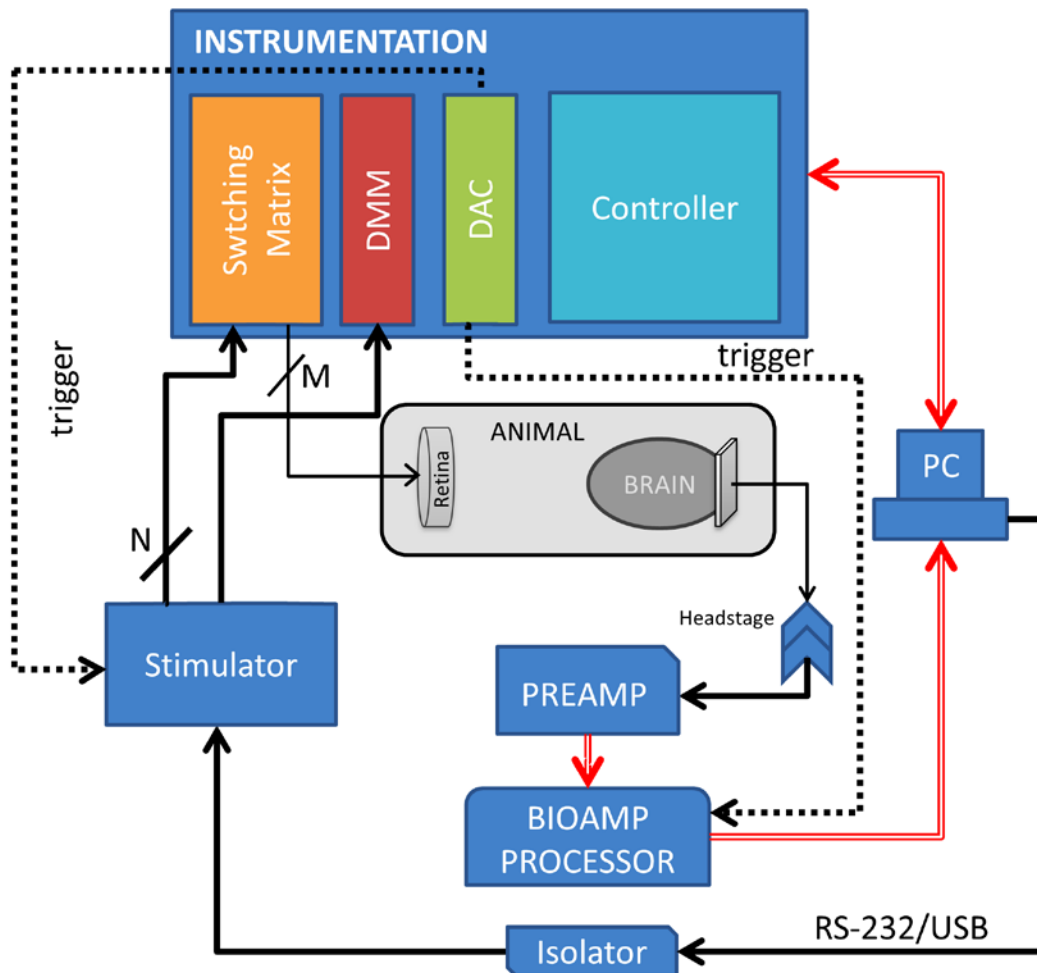 INSTRUMENTATION
Swtching
Matrix
DMM
DAC
Controller
trigger
trigger
M
N
ANIMAL
Retina
BRAIN
PC
Headstage
Stimulator
PREAMP
BIOAMP
PROCESSOR
RS-232/USB
Isolator